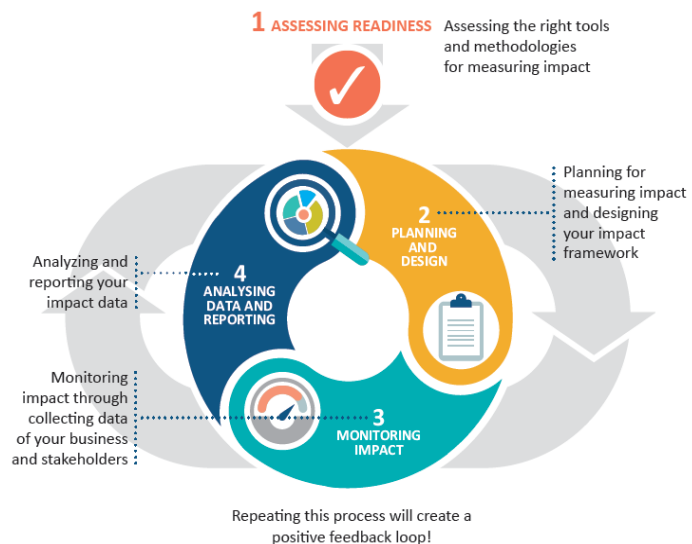 1 ASSESSING READINESS
Assessing the right tools
and methodologies
for measuring impact
2
PLANNING
AND
DESIGN
Planning for
measuring impact
and designing
your impact
framework
3
MONITORING
IMPACT
Monitoring
impact through
collecting data
of your business
and stakeholders
4
ANALYSING
DATA AND
REPORTING
Analyzing and
reporting your
impact data
Repeating this process will create a
positive feedback loop!